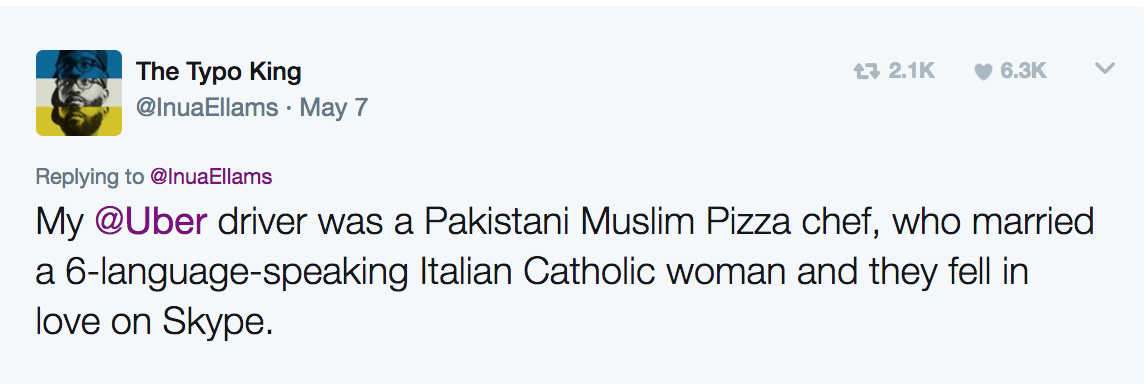 The Typo King
2.1K 6.3K
@InuaEllams · May 7
Replying to @InuaEllams
My @Uber driver was a Pakistani Muslim Pizza chef, who married
a 6-language-speaking Italian Catholic woman and they fell in
love on Skype.